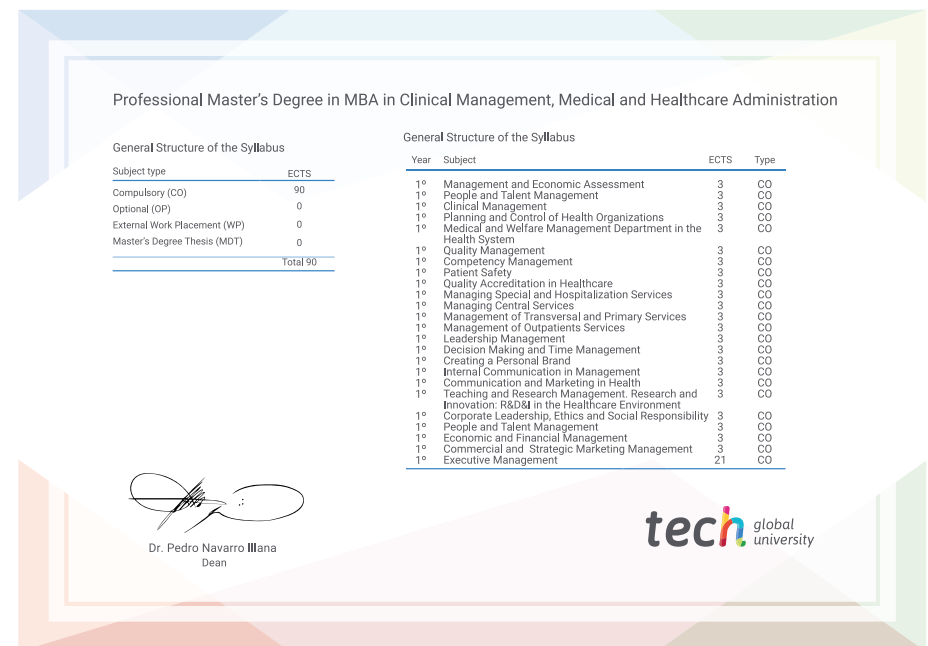 Professional Master's Degree in MBA in Clinical Management, Medical and Healthcare Administration
General Structure of the Syllabus
Subject type ECTS
Compulsory (CO) 90
Optional (OP) 0
External Work Placement (WP) 0
Master's Degree Thesis (MDT) 0
Total 90
General Structure of the Syllabus
Year Subject ECTS Type
1º Management and Economic Assessment 3 CO
1º People and Talent Management 3 CO
1º Clinical Management 3 CO
1º Planning and Control of Health Organizations 3 CO
1º Medical and Welfare Management Department in the 3 CO
Health System
1º Quality Management 3 CO
1º Competency Management 3 CO
1º Patient Safety 3 CO
1º Quality Accreditation in Healthcare 3 CO
1º Managing Special and Hospitalization Services 3 CO
1º Managing Central Services 3 CO
1º Management of Transversal and Primary Services 3 CO
1º Management of Outpatients Services 3 CO
1º Leadership Management 3 CO
1º Decision Making and Time Management 3 CO
1º Creating a Personal Brand 3 CO
1º Internal Communication in Management 3 CO
1º Communication and Marketing in Health 3 CO
1º Teaching and Research Management. Research and 3 CO
Innovation: R&D&I in the Healthcare Environment
1º Corporate Leadership, Ethics and Social Responsibility 3 CO
1º People and Talent Management 3 CO
1º Economic and Financial Management 3 CO
1º Commercial and Strategic Marketing Management 3 CO
1º Executive Management 21 CO
Dr. Pedro Navarro Illana
Dean
tech global
university